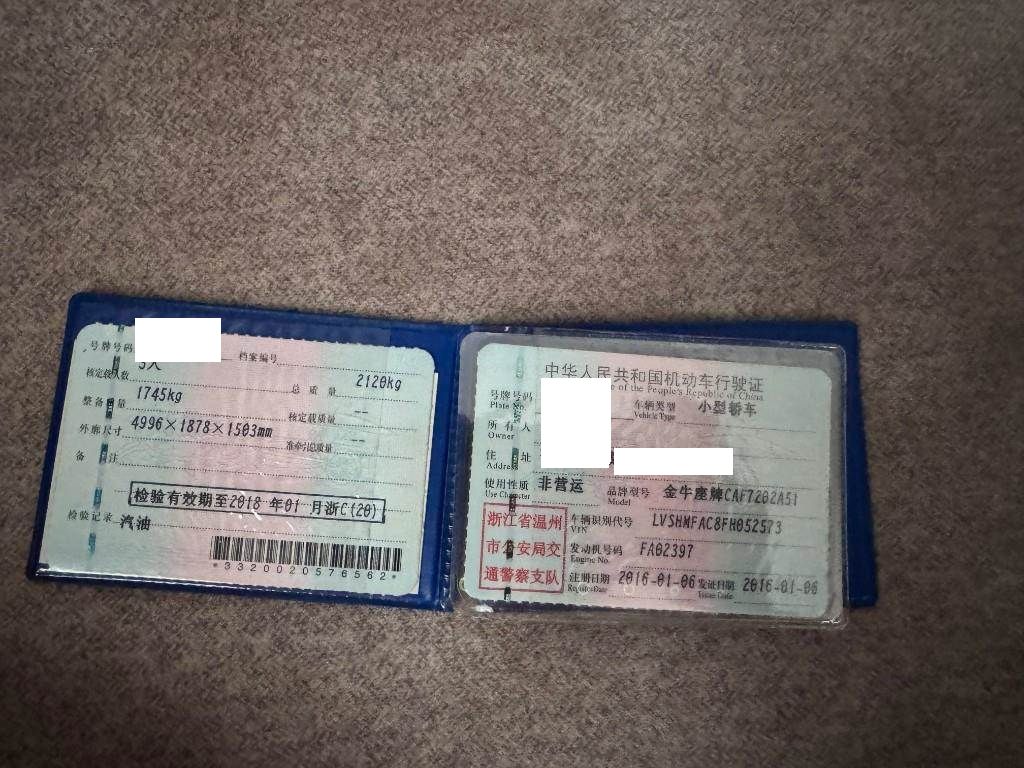 号牌号码
档案编号
核定载人数 5人
总质量 2120kg
整备质量 1745kg
核定载质量 --
外廓尺寸 4996×1878×1503mm
准牵引总质量 --
备注
检验有效期至2018 年01 月浙C(20)
检验记录 汽油
*3320020576562*
中华人民共和国机动车行驶证
of the People's Republic of China
号牌号码
Plate No.
车辆类型 小型轿车
Vehicle Type
所有人
Owner
住址
Address
使用性质 非营运
Use Character
品牌型号 金牛座牌CAF7202A51
Model
浙江省温州
市公安局交
通警察支队
车辆识别代号 LVSHMFAC8FH052573
VIN
发动机号码 FA02397
Engine No.
注册日期 2016-01-06 发证日期 2016-01-06
Register Date Issue Date